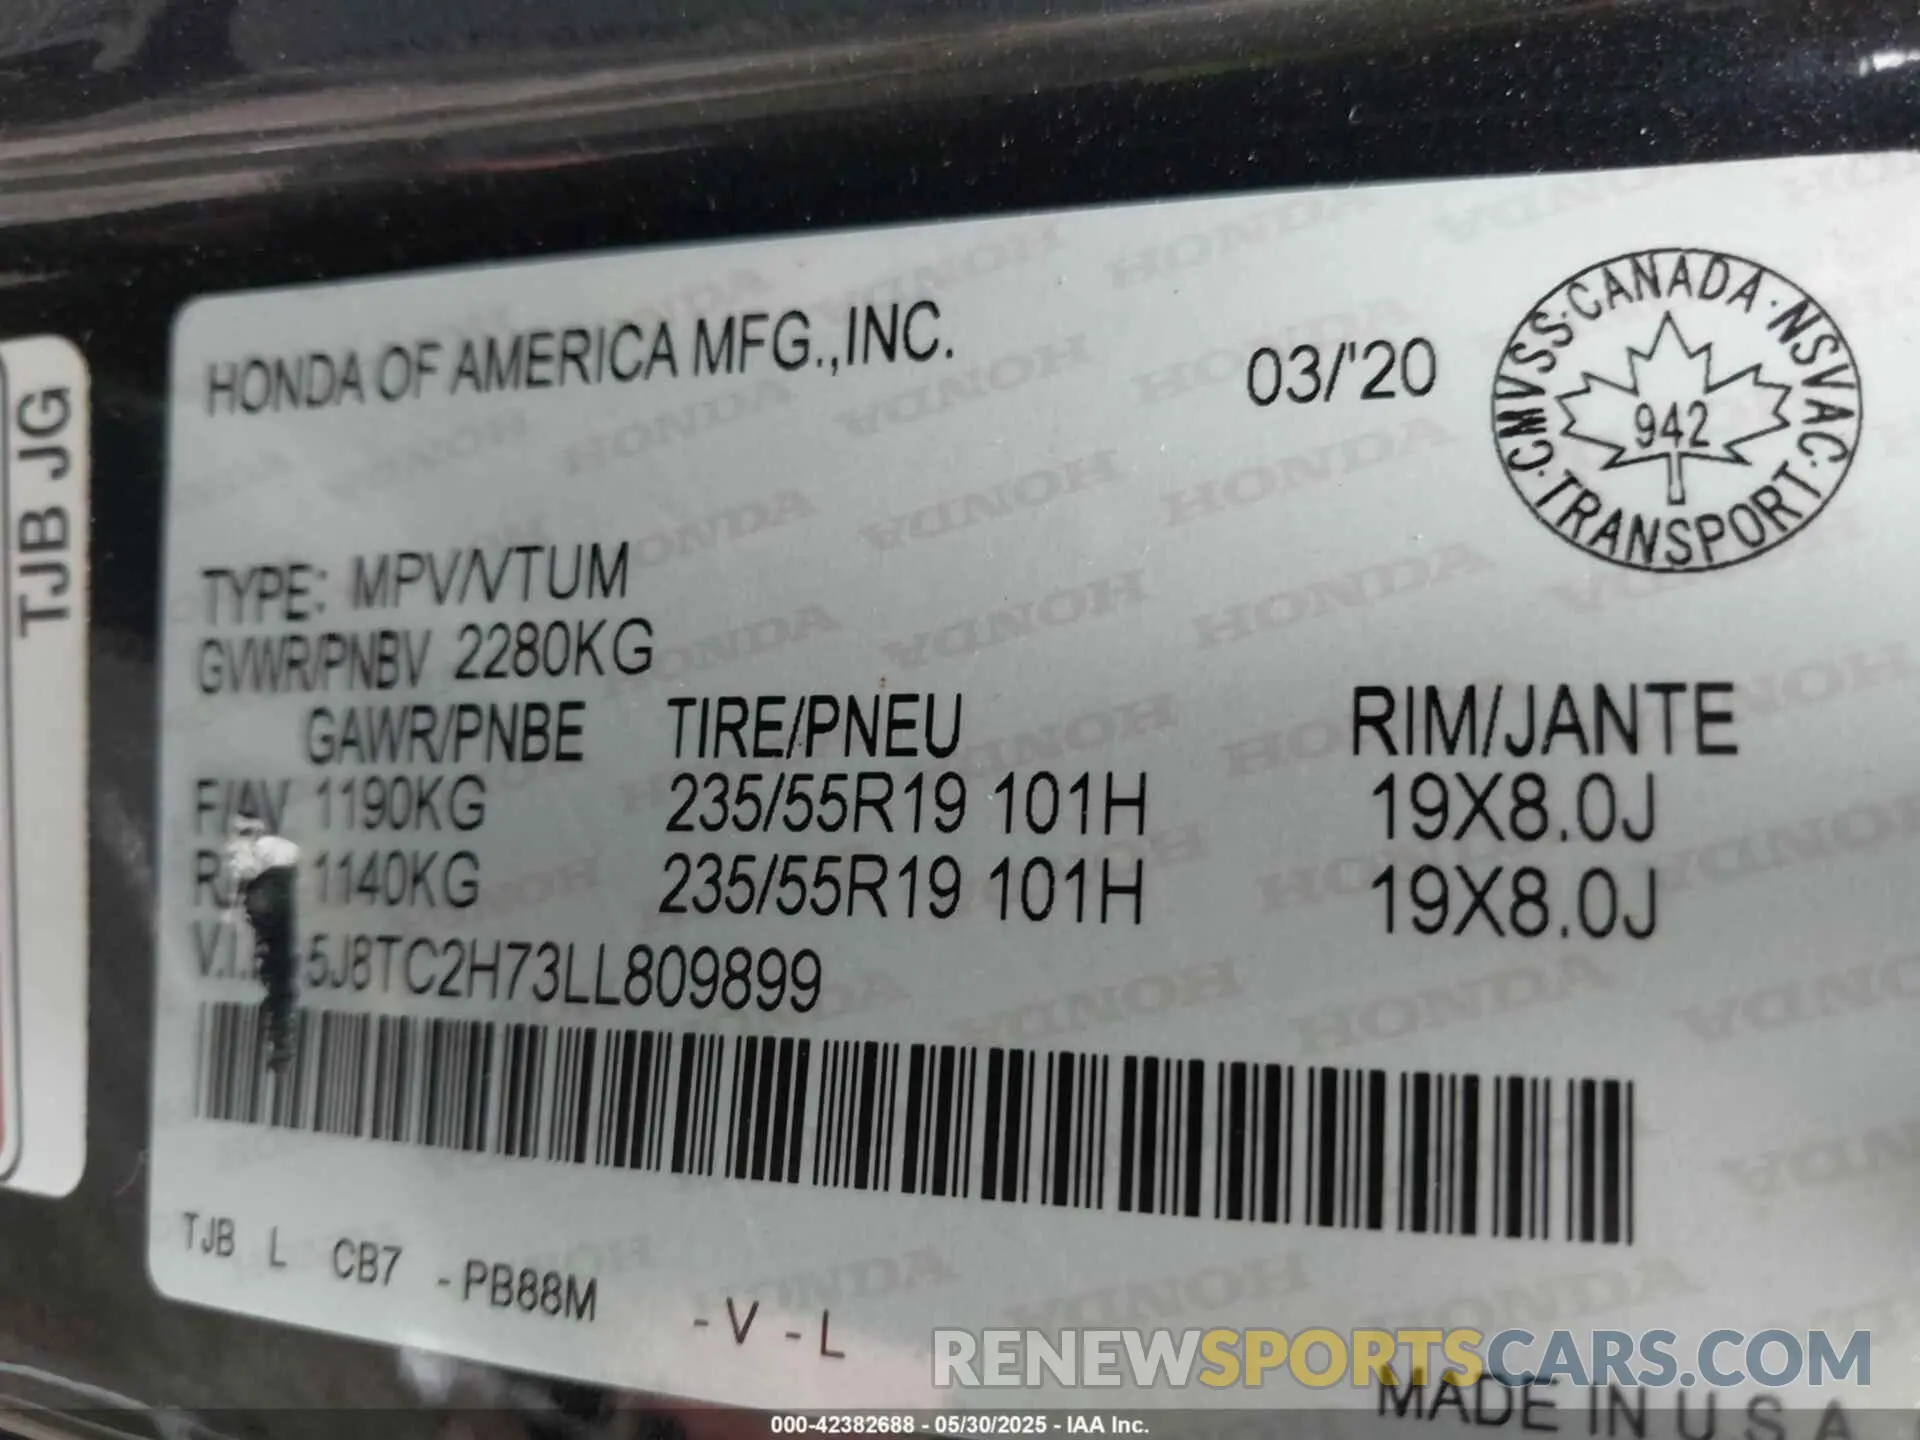 TJB JG
HONDA OF AMERICA MFG.,INC.
03/'20
CMVSS·CANADA·NSVAC·TRANSPORT
942
TYPE: MPV/VTUM
GVWR/PNBV 2280KG
GAWR/PNBE TIRE/PNEU RIM/JANTE
F/AV 1190KG 235/55R19 101H 19X8.0J
1140KG 235/55R19 101H 19X8.0J
5J8TC2H73LL809899
TJB L CB7 -PB88M -V -L
RENEWSPORTSCARS.COM
MADE IN U S A
000-42382688 - 05/30/2025 - IAA Inc.